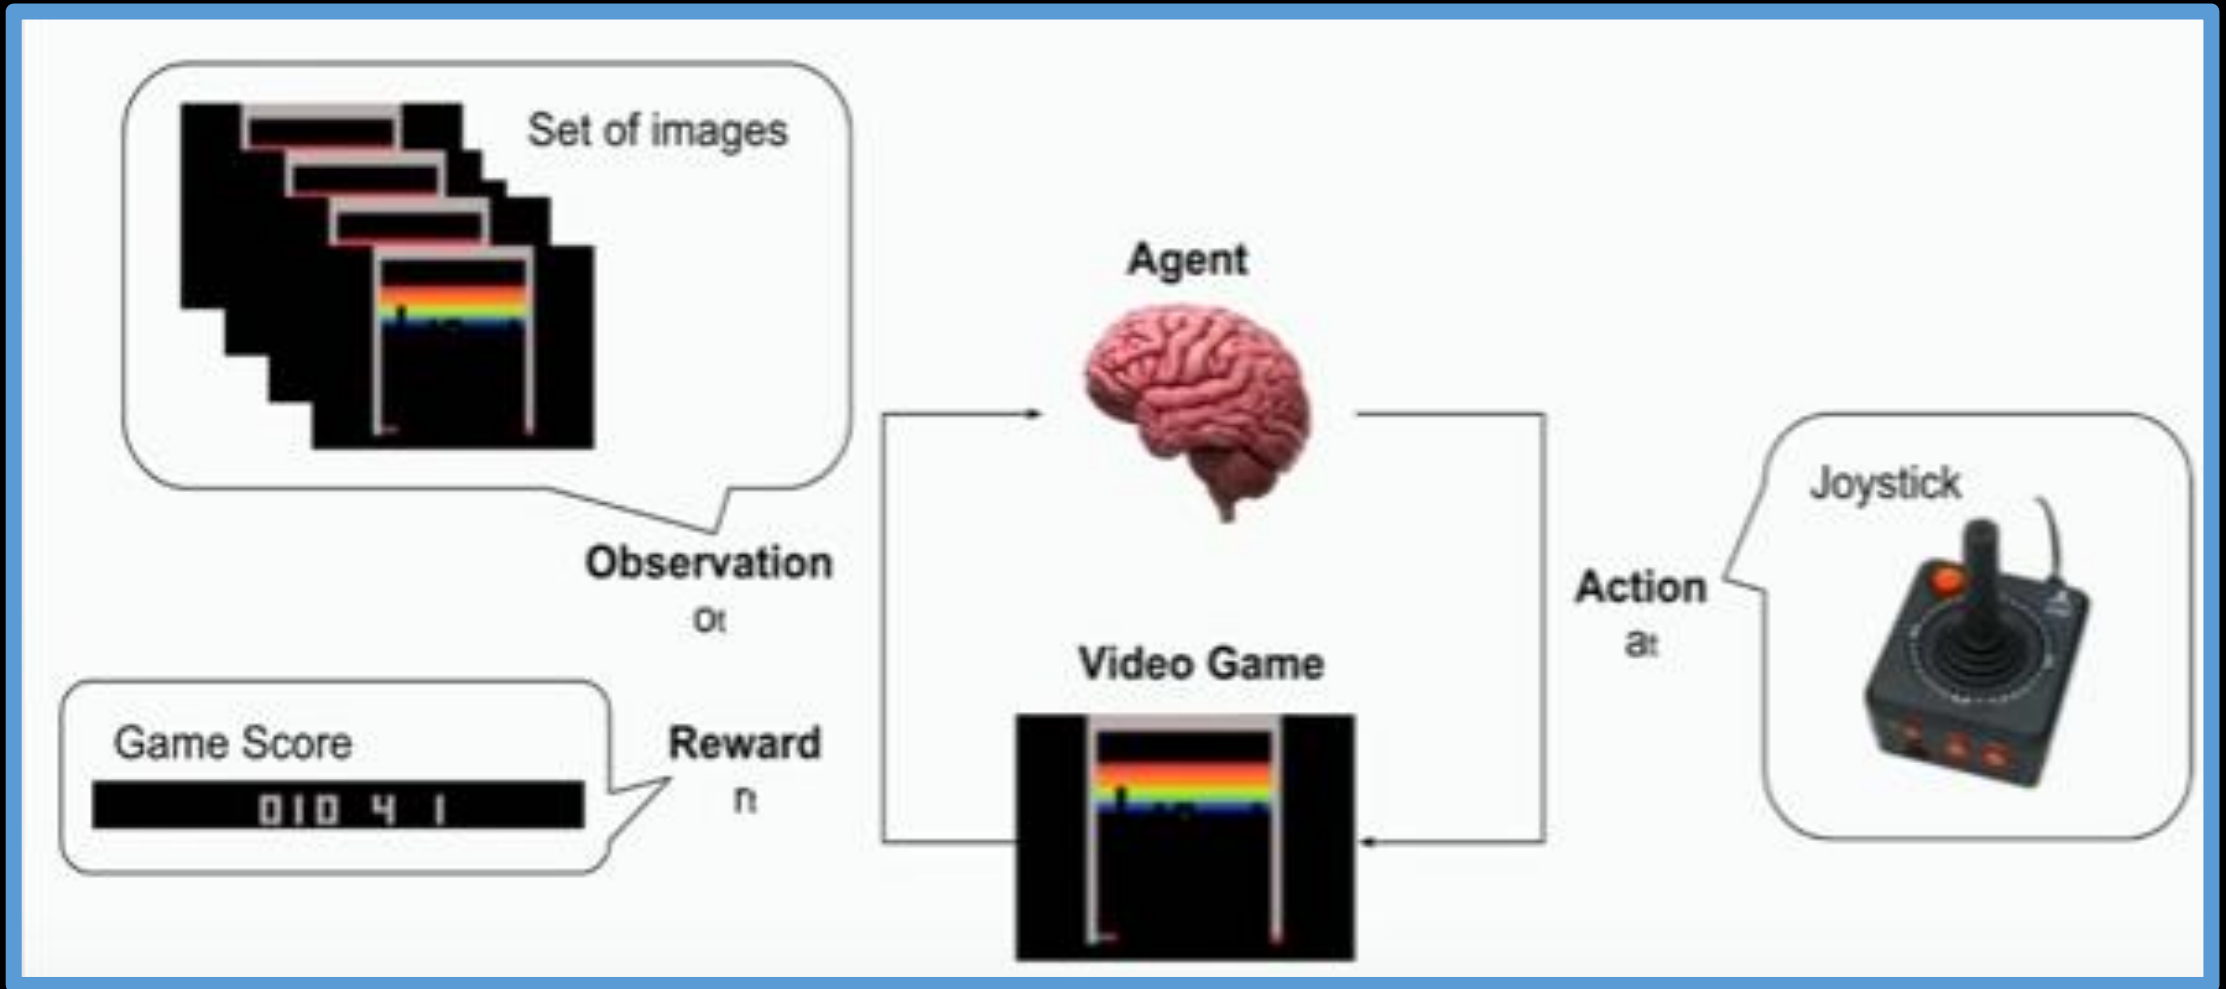 Set of images
Agent
Observation
ot
Joystick
Action
at
Video Game
Game Score
010 4 1
Reward
rt